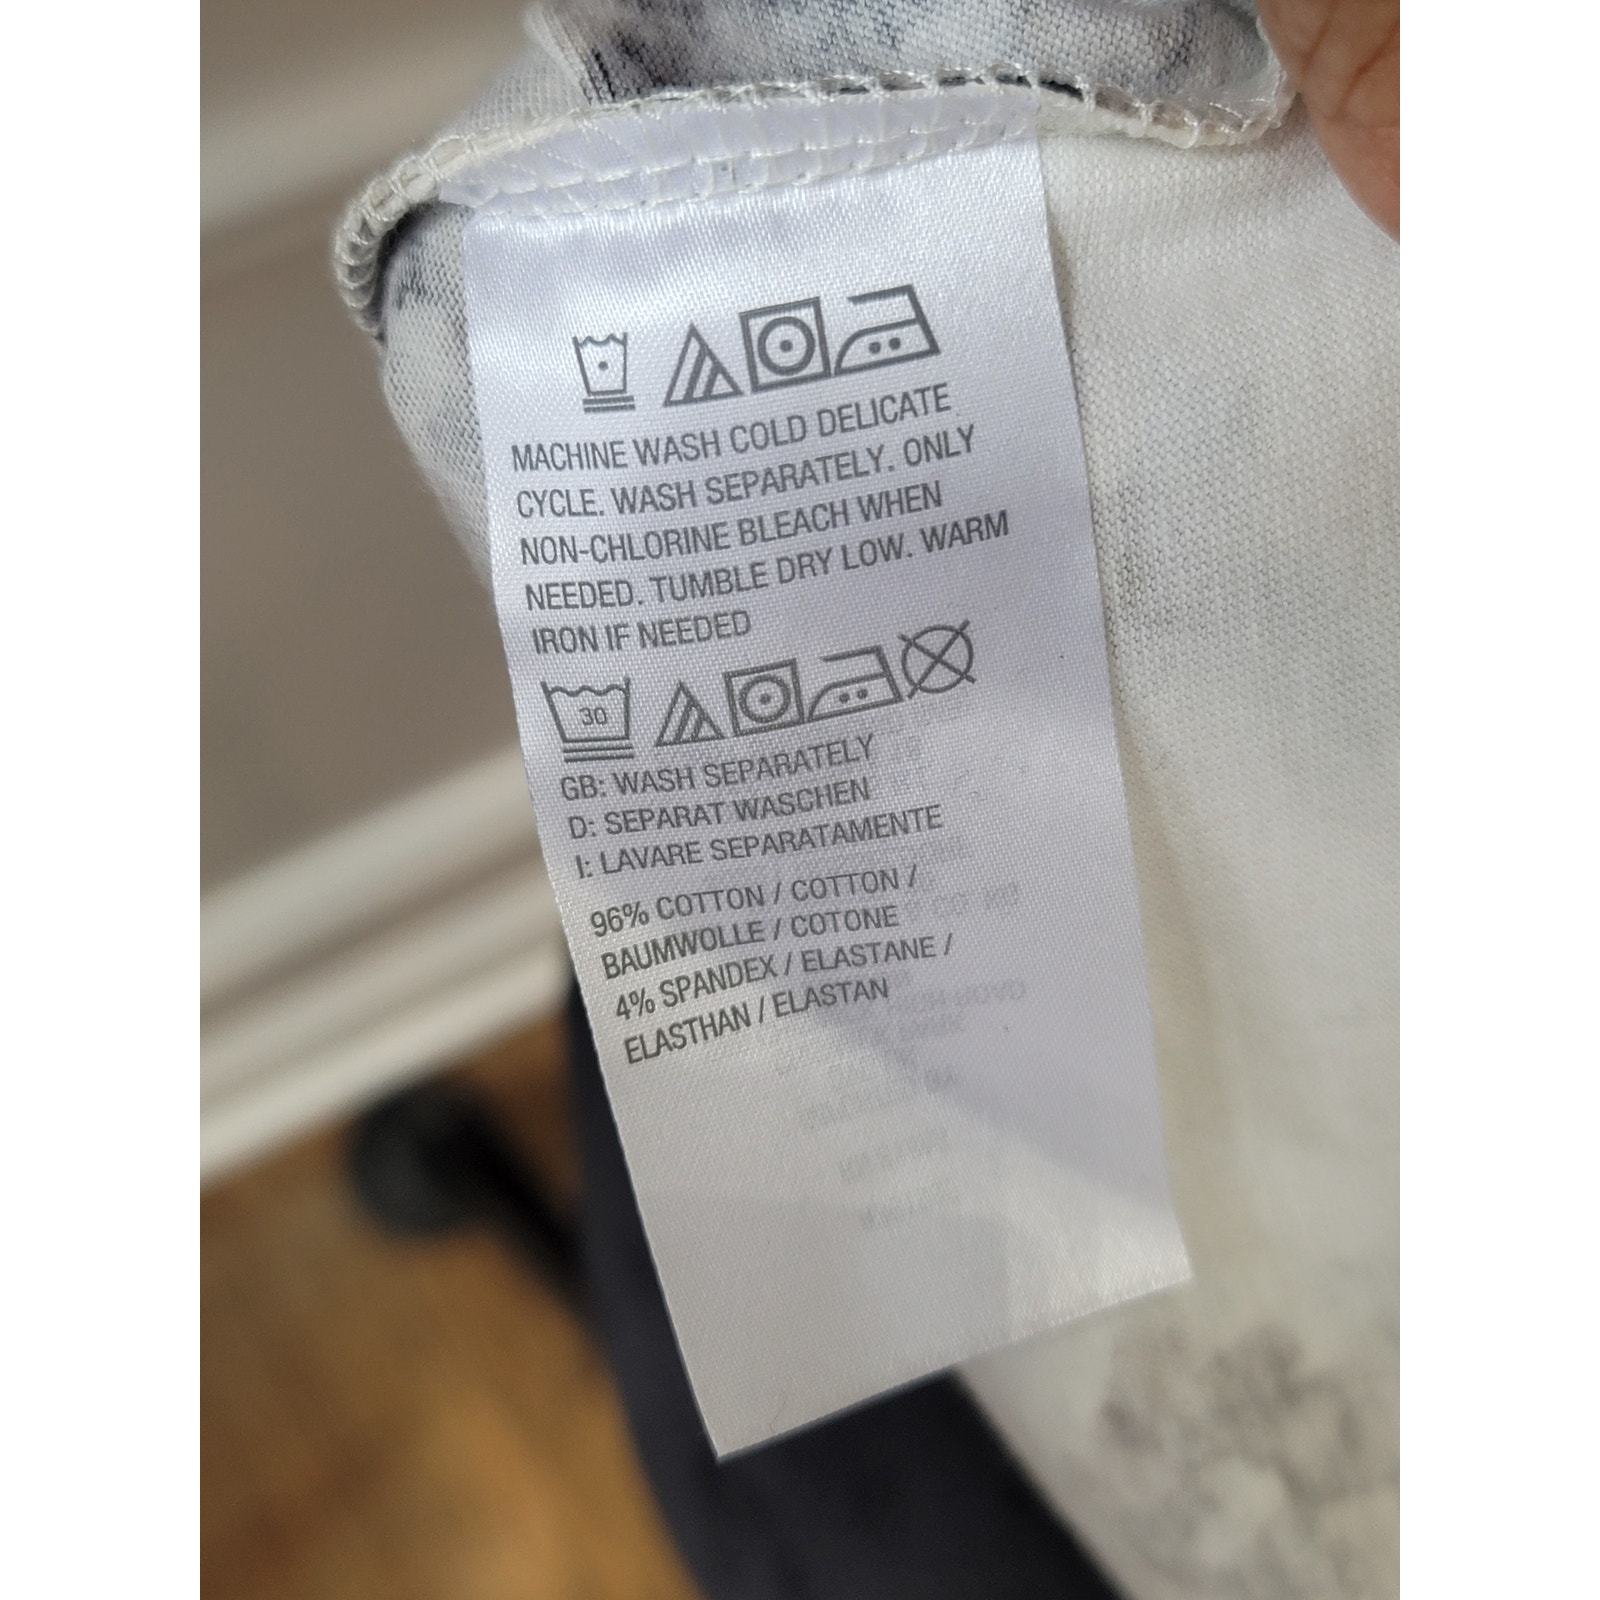 MACHINE WASH COLD DELICATE
CYCLE. WASH SEPARATELY. ONLY
NON-CHLORINE BLEACH WHEN
NEEDED. TUMBLE DRY LOW. WARM
IRON IF NEEDED
30
GB: WASH SEPARATELY
D: SEPARAT WASCHEN
I: LAVARE SEPARATAMENTE
96% COTTON / COTTON /
BAUMWOLLE / COTONE
4% SPANDEX / ELASTANE /
ELASTHAN / ELASTAN